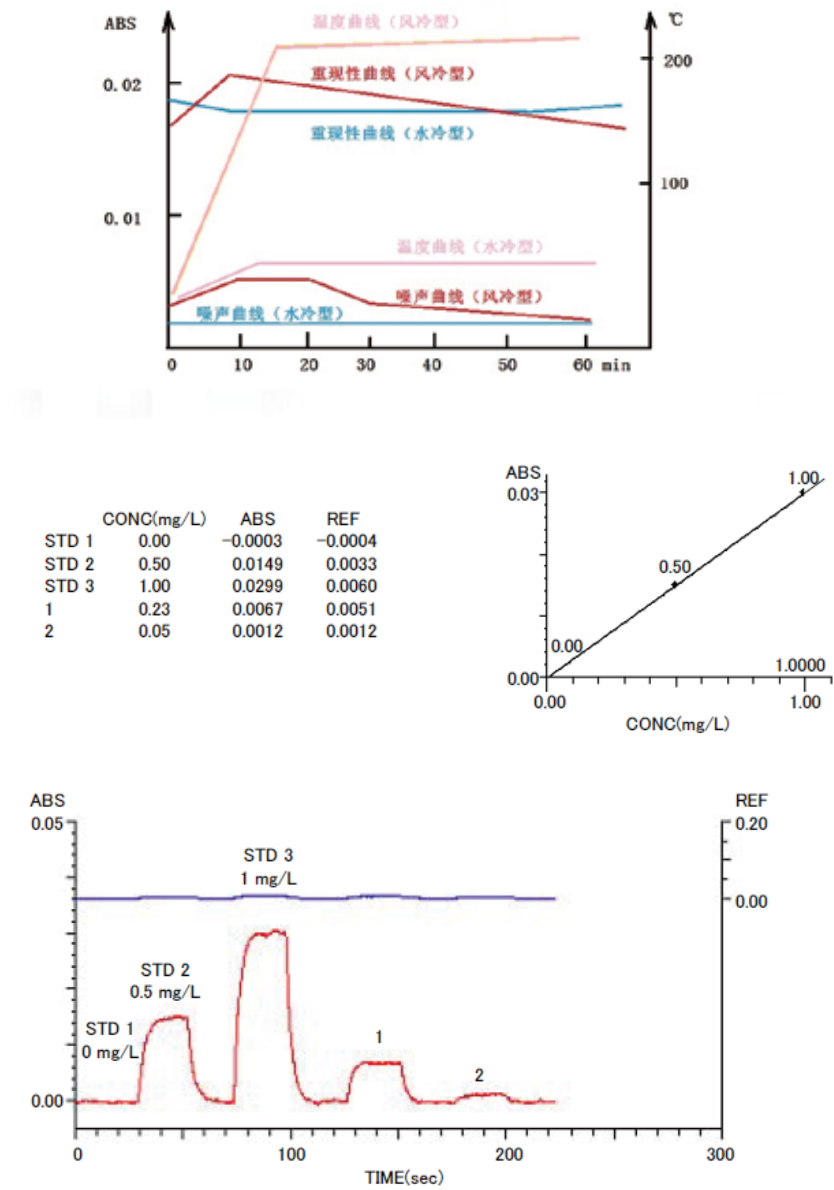 ABS
℃
温度曲线（风冷型）
200
重现性曲线（风冷型）
0.02
重现性曲线（水冷型）
100
0.01
温度曲线（水冷型）
噪声曲线（风冷型）
噪声曲线（水冷型）
0 10 20 30 40 50 60 min
CONC(mg/L) ABS REF
STD 1 0.00 −0.0003 −0.0004
STD 2 0.50 0.0149 0.0033
STD 3 1.00 0.0299 0.0060
1 0.23 0.0067 0.0051
2 0.05 0.0012 0.0012
ABS
0.03
1.00
0.50
0.00
1.0000
0.00
0.00 1.00
CONC(mg/L)
ABS REF
0.05 0.20
STD 3
1 mg/L
0.00
STD 2
0.5 mg/L
STD 1
0 mg/L
1
2
0.00
0 100 200 300
TIME(sec)